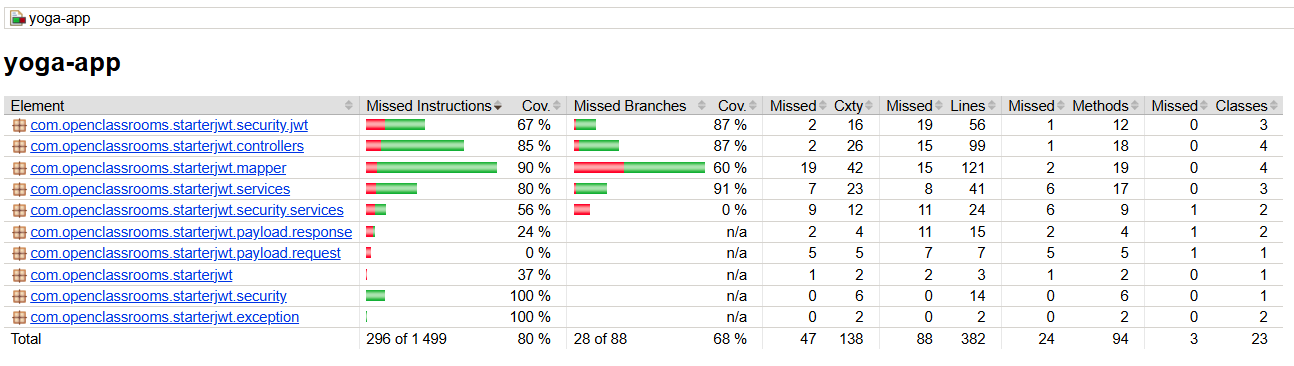 yoga-app
yoga-app
Element Missed Instructions Cov. Missed Branches Cov. Missed Cxty Missed Lines Missed Methods Missed Classes
com.openclassrooms.starterjwt.security.jwt 67 % 87 % 2 16 19 56 1 12 0 3
com.openclassrooms.starterjwt.controllers 85 % 87 % 2 26 15 99 1 18 0 4
com.openclassrooms.starterjwt.mapper 90 % 60 % 19 42 15 121 2 19 0 4
com.openclassrooms.starterjwt.services 80 % 91 % 7 23 8 41 6 17 0 3
com.openclassrooms.starterjwt.security.services 56 % 0 % 9 12 11 24 6 9 1 2
com.openclassrooms.starterjwt.payload.response 24 % n/a 2 4 11 15 2 4 1 2
com.openclassrooms.starterjwt.payload.request 0 % n/a 5 5 7 7 5 5 1 1
com.openclassrooms.starterjwt 37 % n/a 1 2 2 3 1 2 0 1
com.openclassrooms.starterjwt.security 100 % n/a 0 6 0 14 0 6 0 1
com.openclassrooms.starterjwt.exception 100 % n/a 0 2 0 2 0 2 0 2
Total 296 of 1 499 80 % 28 of 88 68 % 47 138 88 382 24 94 3 23